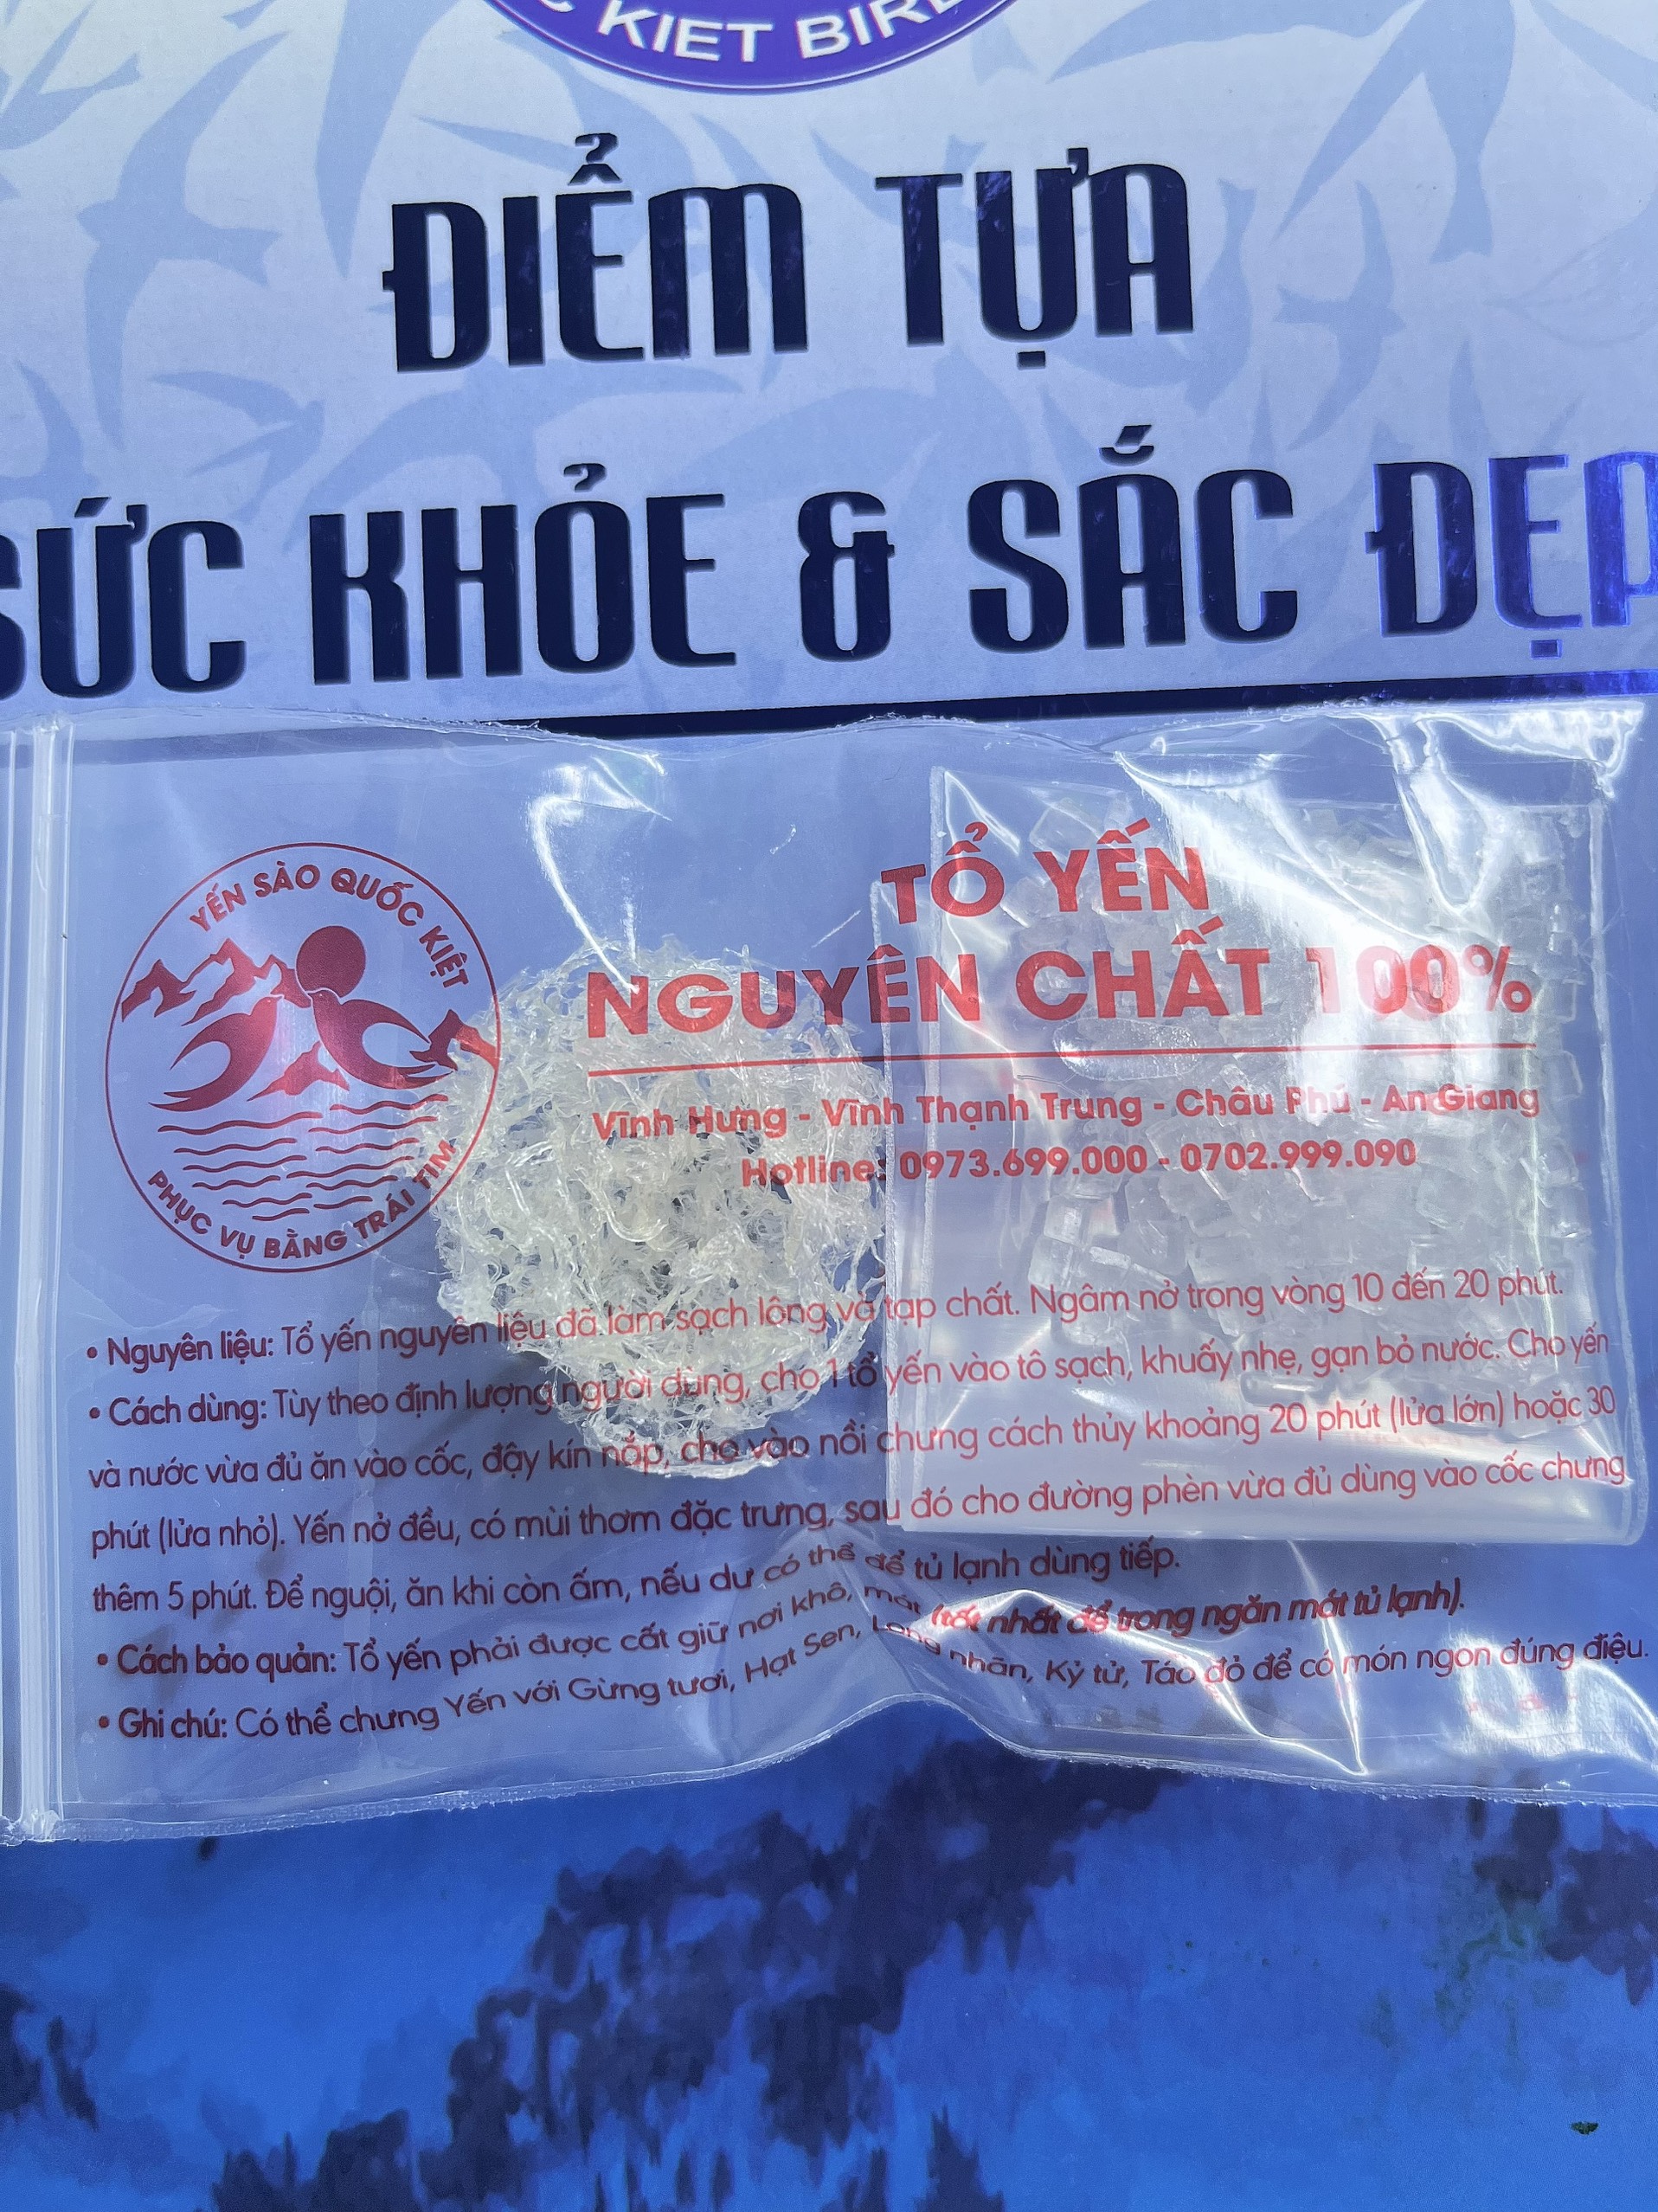 C KIET BIRD
ĐIỂM TỰA
SỨC KHỎE & SẮC ĐẸP
YẾN SÀO QUỐC KIỆT
PHỤC VỤ BẰNG TRÁI TIM
TỔ YẾN
NGUYÊN CHẤT 100%
Vĩnh Hưng - Vĩnh Thạnh Trung - Châu Phú - An Giang
Hotline: 0973.699.000 - 0702.999.090
• Nguyên liệu: Tổ yến nguyên liệu đã làm sạch lông và tạp chất. Ngâm nở trong vòng 10 đến 20 phút.
• Cách dùng: Tùy theo định lượng người dùng, cho 1 tổ yến vào tô sạch, khuấy nhẹ, gạn bỏ nước. Cho yến
và nước vừa đủ ăn vào cốc, đậy kín nắp, cho vào nồi chưng cách thủy khoảng 20 phút (lửa lớn) hoặc 30
phút (lửa nhỏ). Yến nở đều, có mùi thơm đặc trưng, sau đó cho đường phèn vừa đủ dùng vào cốc chưng
thêm 5 phút. Để nguội, ăn khi còn ấm, nếu dư có thể để tủ lạnh dùng tiếp.
• Cách bảo quản: Tổ yến phải được cất giữ nơi khô, mát (tốt nhất để trong ngăn mát tủ lạnh).
• Ghi chú: Có thể chưng Yến với Gừng tươi, Hạt Sen, Long nhãn, Kỷ tử, Táo đỏ để có món ngon đúng điệu.